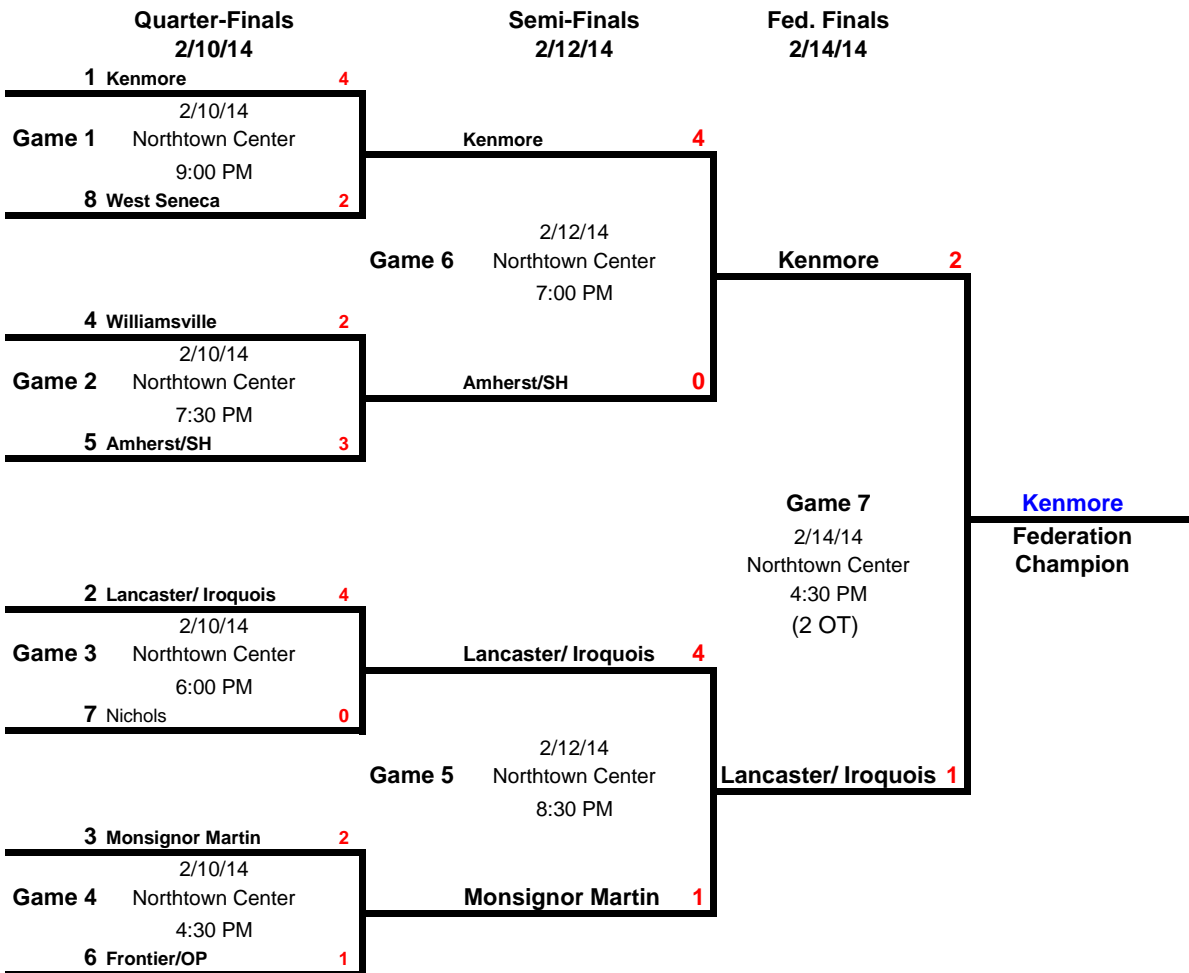 Quarter-Finals Semi-Finals Fed. Finals
2/10/14 2/12/14 2/14/14
1 Kenmore 4
2/10/14
Game 1 Northtown Center
9:00 PM
8 West Seneca 2
Kenmore 4
2/12/14
Game 6 Northtown Center
7:00 PM
Kenmore 2
4 Williamsville 2
2/10/14
Game 2 Northtown Center
7:30 PM
5 Amherst/SH 3
Amherst/SH 0
Game 7
2/14/14
Northtown Center
4:30 PM
(2 OT)
Kenmore
Federation
Champion
2 Lancaster/ Iroquois 4
2/10/14
Game 3 Northtown Center
6:00 PM
7 Nichols 0
Lancaster/ Iroquois 4
2/12/14
Game 5 Northtown Center
8:30 PM
Lancaster/ Iroquois 1
3 Monsignor Martin 2
2/10/14
Game 4 Northtown Center
4:30 PM
6 Frontier/OP 1
Monsignor Martin 1